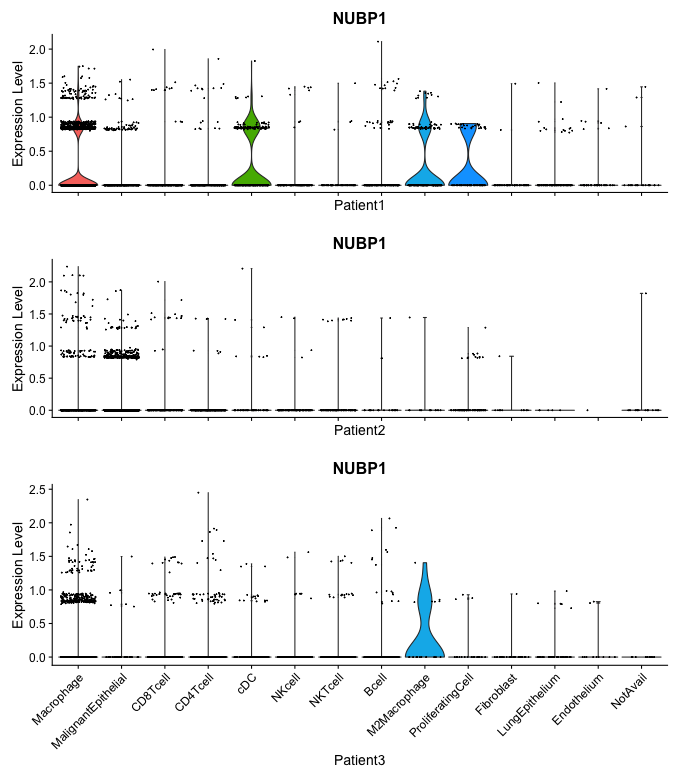 NUBP1
Expression Level
2.0
1.5
1.0
0.5
0.0
Patient1
NUBP1
Expression Level
2.0
1.5
1.0
0.5
0.0
Patient2
NUBP1
Expression Level
2.5
2.0
1.5
1.0
0.5
0.0
Macrophage
MalignantEpithelial
CD8Tcell
CD4Tcell
cDC
NKcell
NKTcell
Bcell
M2Macrophage
ProliferatingCell
Fibroblast
LungEpithelium
Endothelium
NotAvail
Patient3